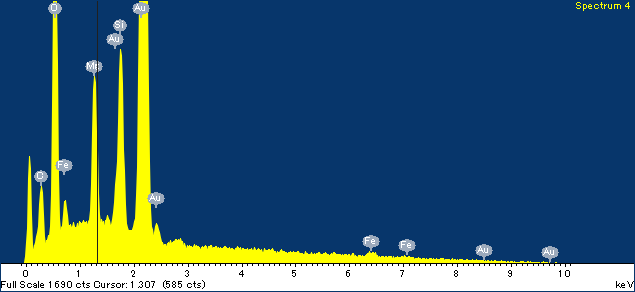 Spectrum 4
O
Au
Si
Au
Mg
Fe
C
Au
Fe
Fe
Au
Au
0 1 2 3 4 5 6 7 8 9 10
Full Scale 1690 cts Cursor: 1.307 (585 cts) keV